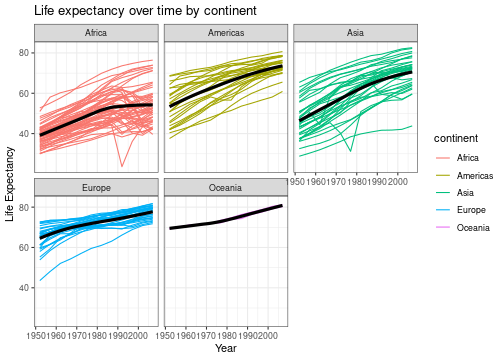 Life expectancy over time by continent
Africa
Americas
Asia
80
60
40
1950 1960 1970 1980 1990 2000
Europe
Oceania
80
60
40
1950 1960 1970 1980 1990 2000
1950 1960 1970 1980 1990 2000
Life Expectancy
Year
continent
Africa
Americas
Asia
Europe
Oceania